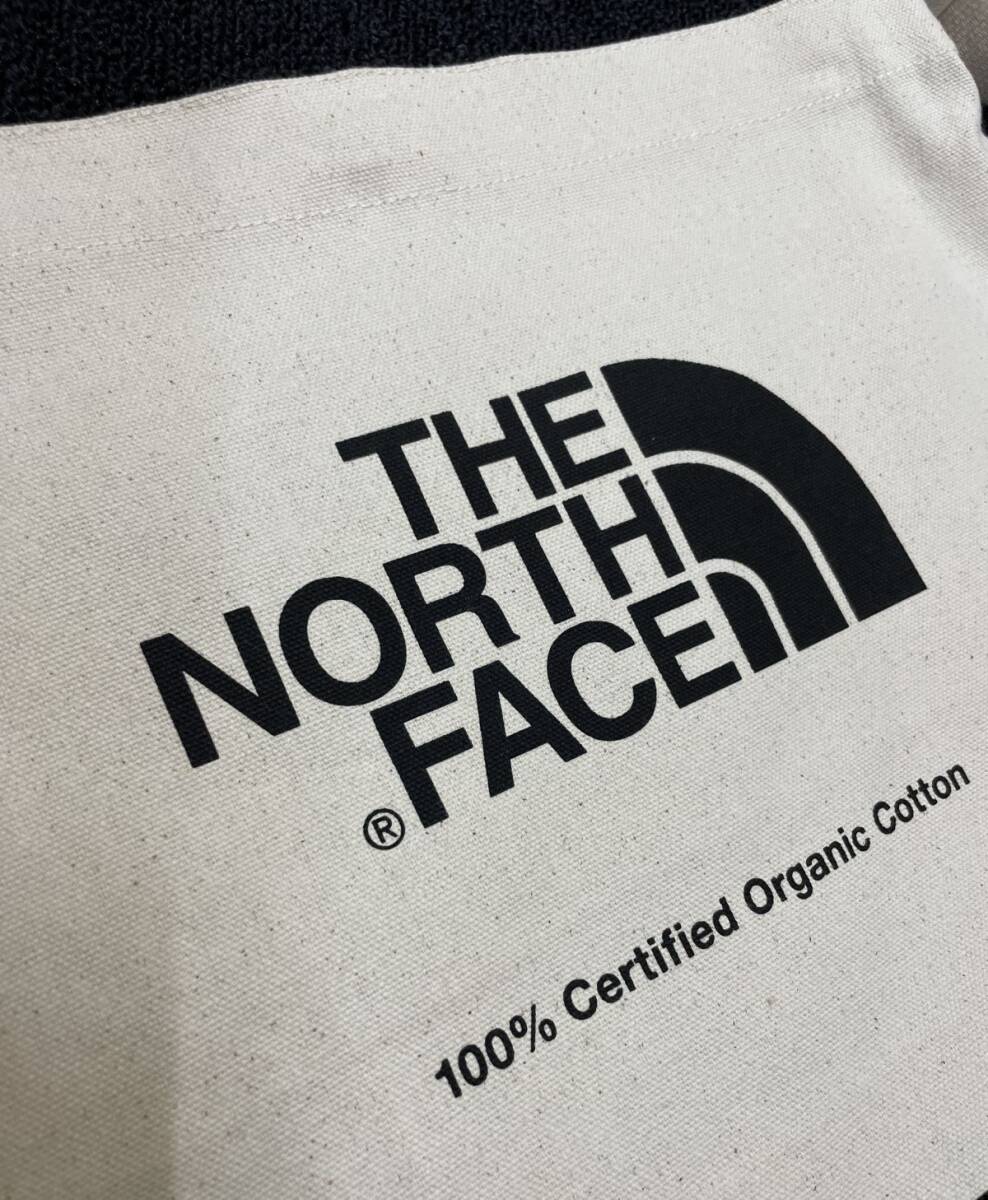 THE
NORTH
FACE
®
100% Certified Organic Cotton